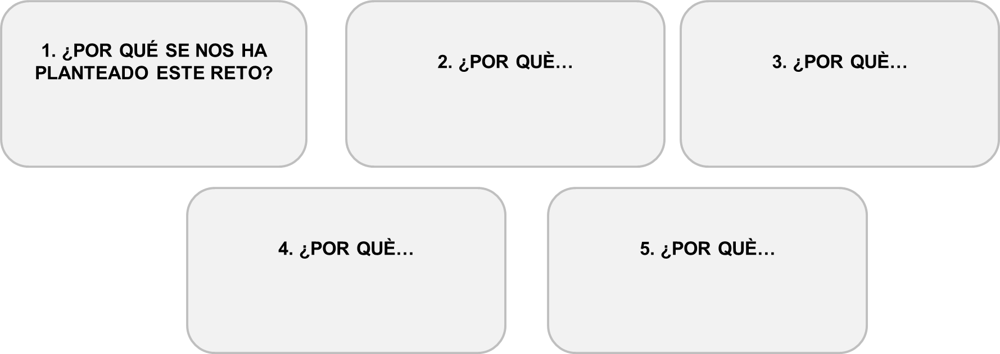 1. ¿POR QUÉ SE NOS HA
PLANTEADO ESTE RETO?
2. ¿POR QUÈ…
3. ¿POR QUÈ…
4. ¿POR QUÈ…
5. ¿POR QUÈ…